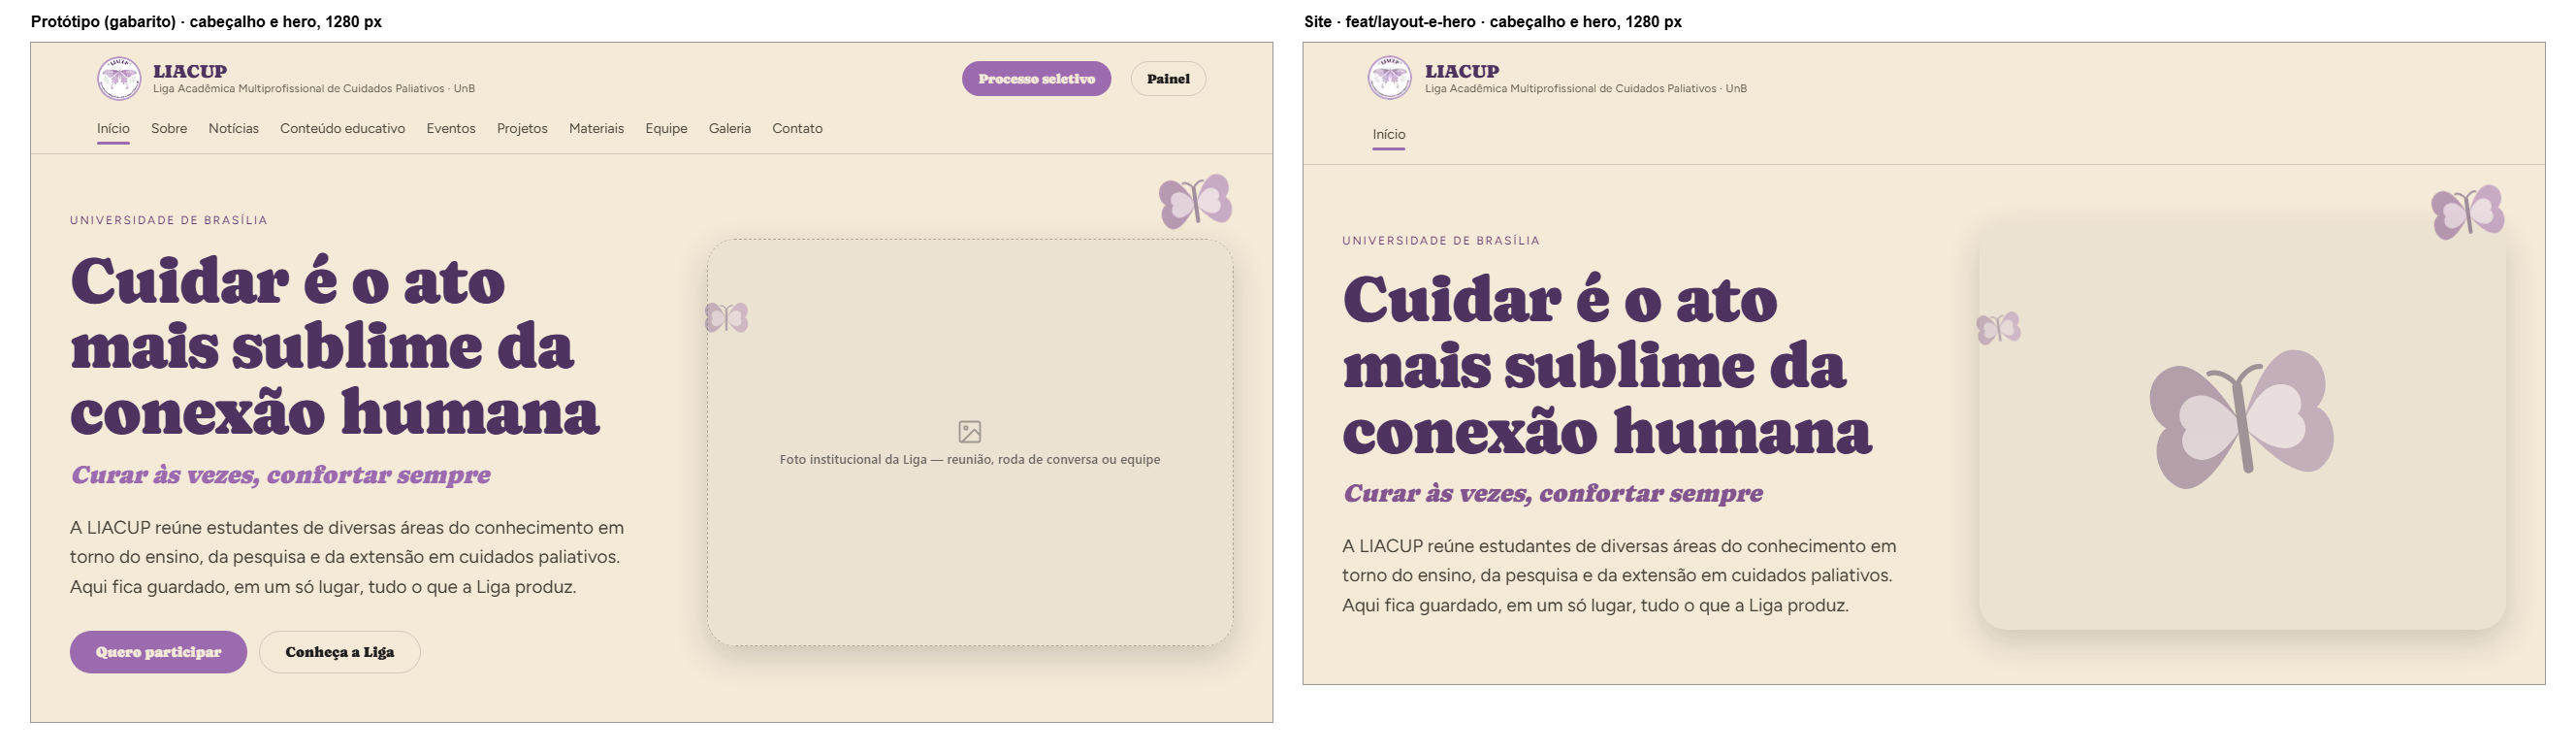 Protótipo (gabarito) · cabeçalho e hero, 1280 px
LIACUP
LIACUP
Liga Acadêmica Multiprofissional de Cuidados Paliativos · UnB
Processo seletivo
Painel
Início Sobre Notícias Conteúdo educativo Eventos Projetos Materiais Equipe Galeria Contato
UNIVERSIDADE DE BRASÍLIA
Cuidar é o ato
mais sublime da
conexão humana
Curar às vezes, confortar sempre
A LIACUP reúne estudantes de diversas áreas do conhecimento em
torno do ensino, da pesquisa e da extensão em cuidados paliativos.
Aqui fica guardado, em um só lugar, tudo o que a Liga produz.
Quero participar
Conheça a Liga
Foto institucional da Liga — reunião, roda de conversa ou equipe
Site · feat/layout-e-hero · cabeçalho e hero, 1280 px
LIACUP
LIACUP
Liga Acadêmica Multiprofissional de Cuidados Paliativos · UnB
Início
UNIVERSIDADE DE BRASÍLIA
Cuidar é o ato
mais sublime da
conexão humana
Curar às vezes, confortar sempre
A LIACUP reúne estudantes de diversas áreas do conhecimento em
torno do ensino, da pesquisa e da extensão em cuidados paliativos.
Aqui fica guardado, em um só lugar, tudo o que a Liga produz.